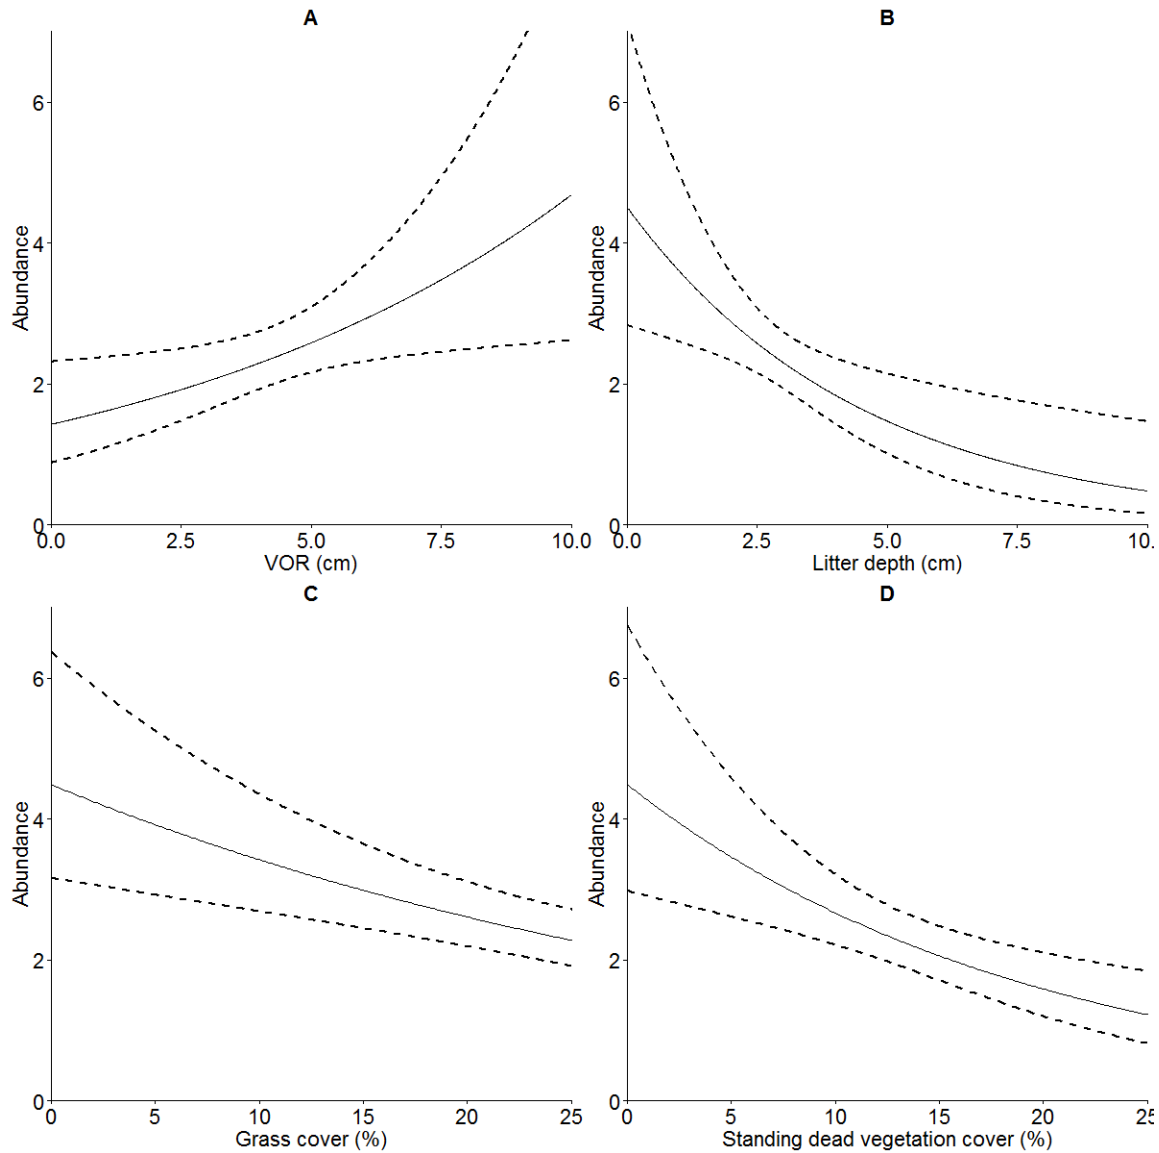 A
Abundance
6
4
2
0
0.0 2.5 5.0 7.5 10.0
VOR (cm)
B
Abundance
6
4
2
0
0.0 2.5 5.0 7.5 10.
Litter depth (cm)
C
Abundance
6
4
2
0
0 5 10 15 20 25
Grass cover (%)
D
Abundance
6
4
2
0
0 5 10 15 20 25
Standing dead vegetation cover (%)